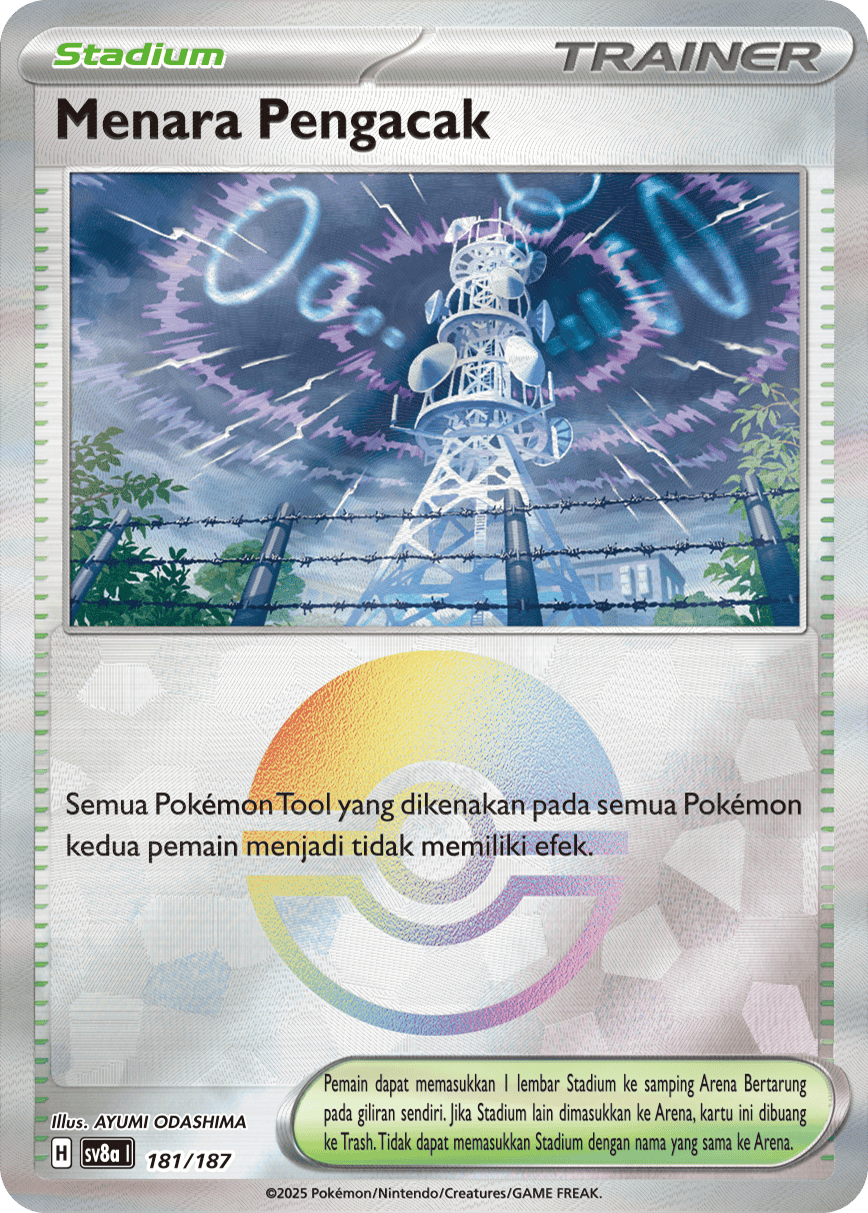 Stadium
TRAINER
Menara Pengacak
Semua Pokémon Tool yang dikenakan pada semua Pokémon
kedua pemain menjadi tidak memiliki efek.
Pemain dapat memasukkan 1 lembar Stadium ke samping Arena Bertarung
pada giliran sendiri. Jika Stadium lain dimasukkan ke Arena, kartu ini dibuang
ke Trash. Tidak dapat memasukkan Stadium dengan nama yang sama ke Arena.
Illus. AYUMI ODASHIMA
H sv8a I 181/187
©2025 Pokémon/Nintendo/Creatures/GAME FREAK.